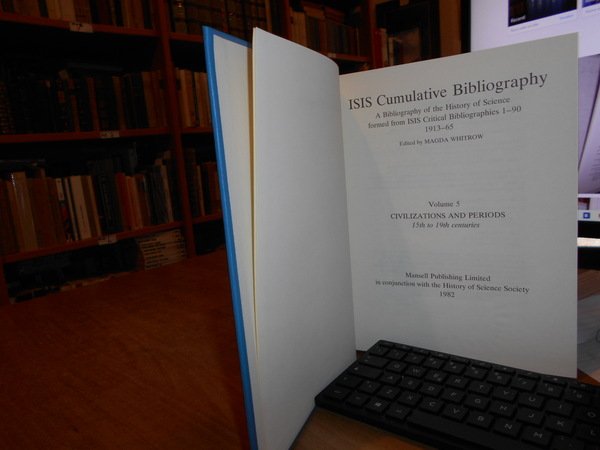 ISIS Cumulative Bibliography
A Bibliography of the History of Science
formed from ISIS Critical Bibliographies 1–90
1913–65
Edited by MAGDA WHITROW
Volume 5
CIVILIZATIONS AND PERIODS
15th to 19th centuries
Mansell Publishing Limited
in conjunction with the History of Science Society
1982